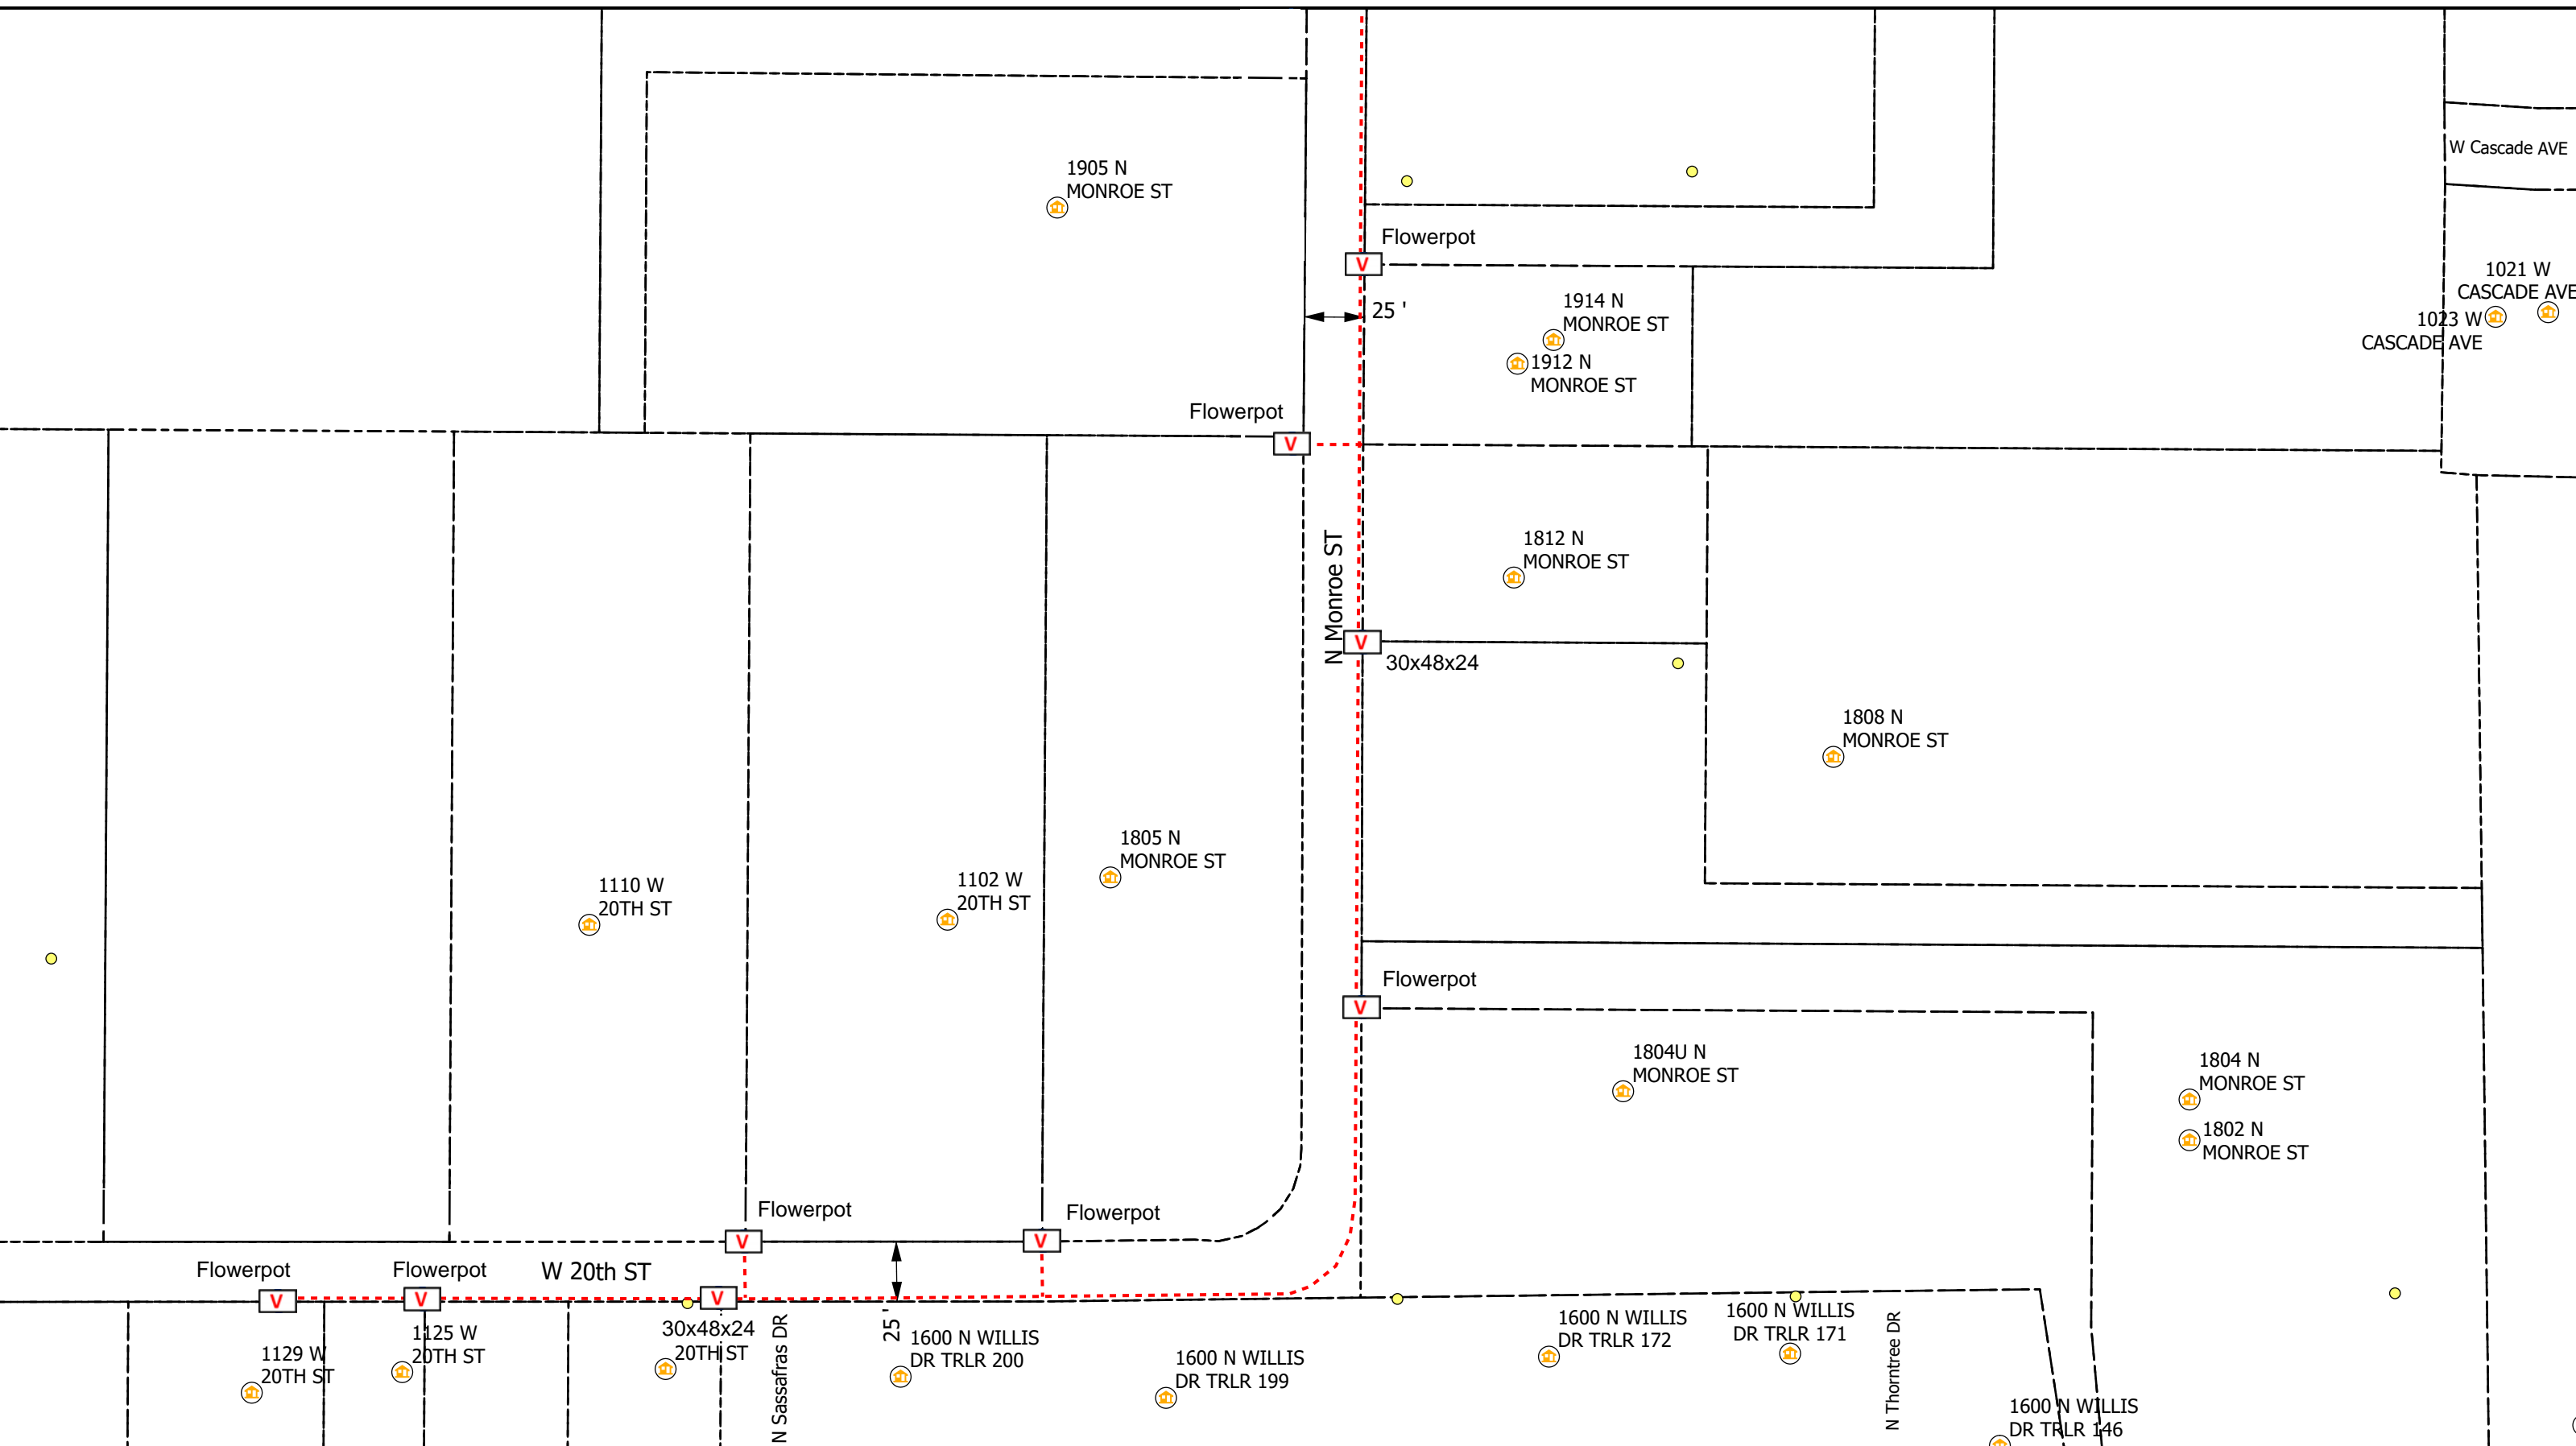 W Cascade AVE
1905 N
MONROE ST
Flowerpot
V
1021 W
CASCADE AVE
1023 W
CASCADE AVE
25 '
1914 N
MONROE ST
1912 N
MONROE ST
Flowerpot
V
N Monroe ST
1812 N
MONROE ST
V
30x48x24
1808 N
MONROE ST
1805 N
MONROE ST
1110 W
20TH ST
1102 W
20TH ST
Flowerpot
V
1804U N
MONROE ST
1804 N
MONROE ST
1802 N
MONROE ST
Flowerpot
V
Flowerpot
V
Flowerpot
V
Flowerpot
V
W 20th ST
V
30x48x24
20TH ST
1129 W
20TH ST
1125 W
20TH ST
N Sassafras DR
25 '
1600 N WILLIS
DR TRLR 200
1600 N WILLIS
DR TRLR 199
1600 N WILLIS
DR TRLR 172
1600 N WILLIS
DR TRLR 171
N Thorntree DR
1600 N WILLIS
DR TRLR 146